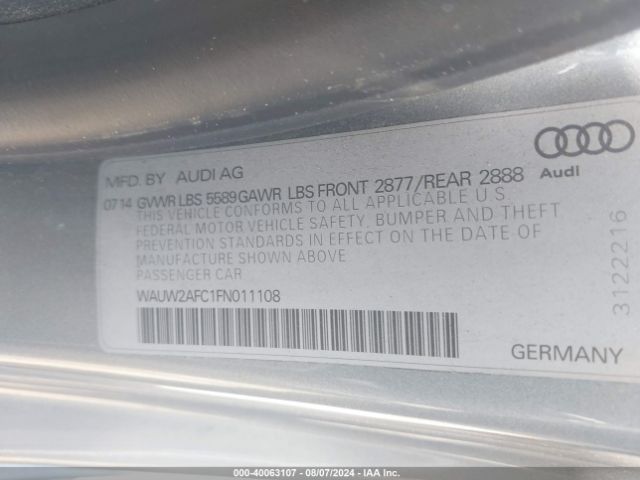 MFD. BY AUDI AG
07 14 GVWR LBS 5589 GAWR LBS FRONT 2877/REAR 2888
THIS VEHICLE CONFORMS TO ALL APPLICABLE U.S.
FEDERAL MOTOR VEHICLE SAFETY, BUMPER AND THEFT
PREVENTION STANDARDS IN EFFECT ON THE DATE OF
MANUFACTURE SHOWN ABOVE
PASSENGER CAR
WAUW2AFC1FN011108
Audi
3122216
GERMANY
000-40063107 - 08/07/2024 - IAA Inc.